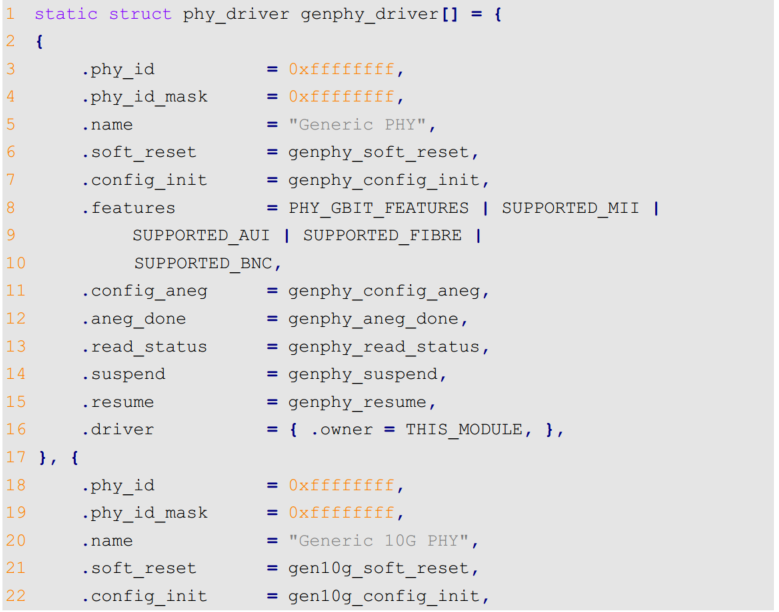 1 static struct phy_driver genphy_driver[] = {
2 {
3 .phy_id = 0xffffffff,
4 .phy_id_mask = 0xffffffff,
5 .name = "Generic PHY",
6 .soft_reset = genphy_soft_reset,
7 .config_init = genphy_config_init,
8 .features = PHY_GBIT_FEATURES | SUPPORTED_MII |
9 SUPPORTED_AUI | SUPPORTED_FIBRE |
10 SUPPORTED_BNC,
11 .config_aneg = genphy_config_aneg,
12 .aneg_done = genphy_aneg_done,
13 .read_status = genphy_read_status,
14 .suspend = genphy_suspend,
15 .resume = genphy_resume,
16 .driver = { .owner = THIS_MODULE, },
17 }, {
18 .phy_id = 0xffffffff,
19 .phy_id_mask = 0xffffffff,
20 .name = "Generic 10G PHY",
21 .soft_reset = gen10g_soft_reset,
22 .config_init = gen10g_config_init,